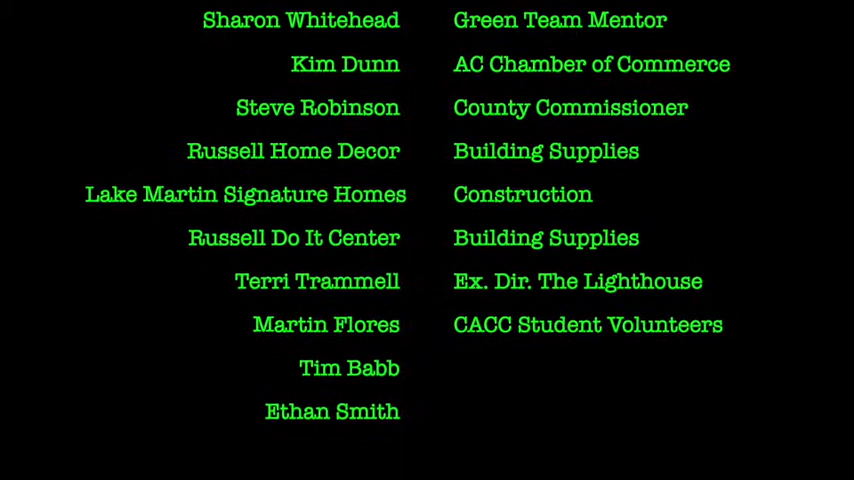 Sharon Whitehead Green Team Mentor
Kim Dunn AC Chamber of Commerce
Steve Robinson County Commissioner
Russell Home Decor Building Supplies
Lake Martin Signature Homes Construction
Russell Do It Center Building Supplies
Terri Trammell Ex. Dir. The Lighthouse
Martin Flores CACC Student Volunteers
Tim Babb
Ethan Smith